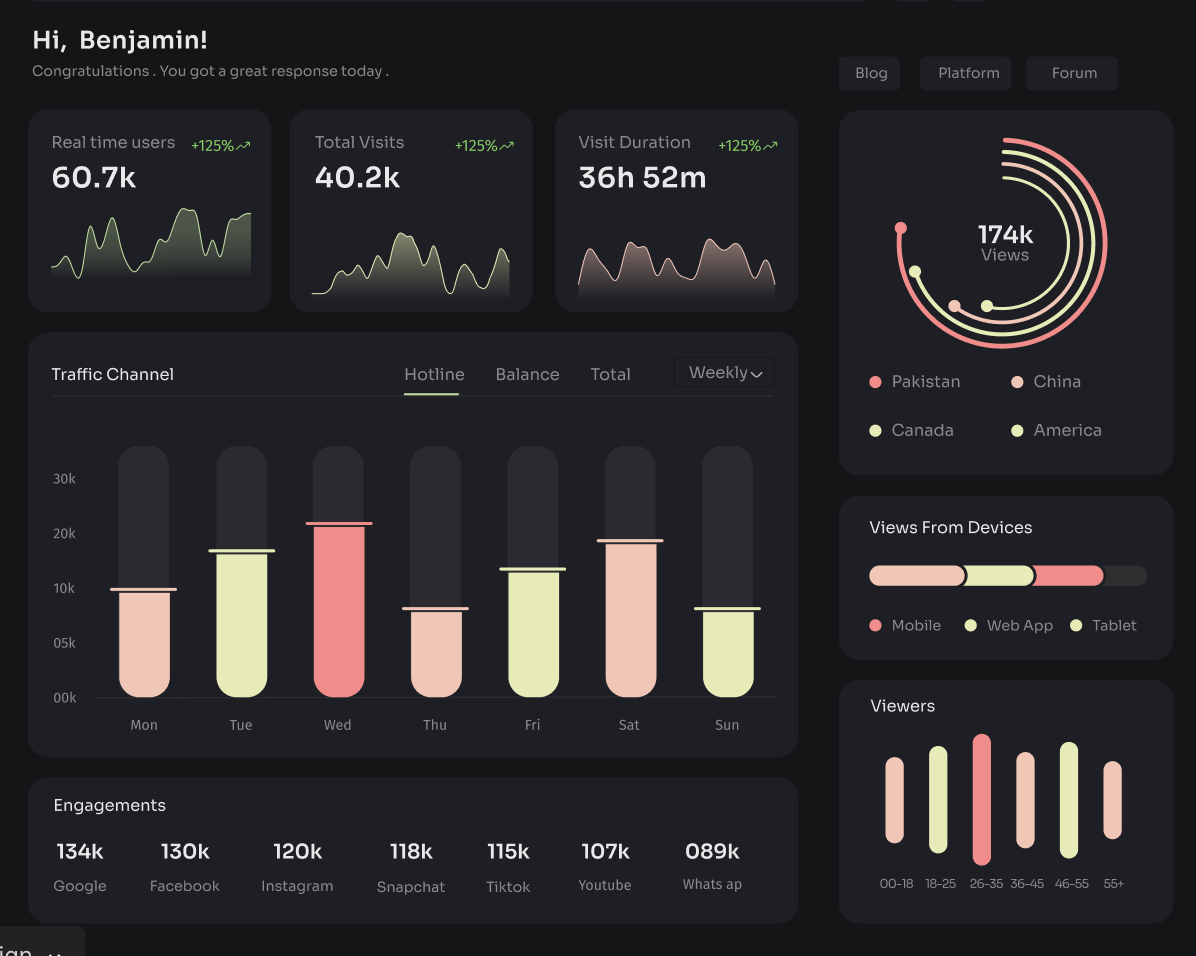 Hi, Benjamin!
Congratulations . You got a great response today .
Blog Platform Forum
Real time users +125%
60.7k
Total Visits +125%
40.2k
Visit Duration +125%
36h 52m
174k
Views
Pakistan China
Canada America
Traffic Channel Hotline Balance Total Weekly
30k
20k
10k
05k
00k
Mon Tue Wed Thu Fri Sat Sun
Views From Devices
Mobile Web App Tablet
Viewers
00-18 18-25 26-35 36-45 46-55 55+
Engagements
134k 130k 120k 118k 115k 107k 089k
Google Facebook Instagram Snapchat Tiktok Youtube Whats ap